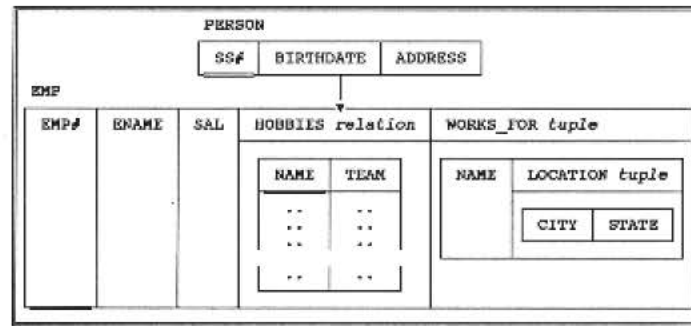 PERSON
SS# BIRTHDATE ADDRESS
EMP
EMP# ENAME SAL HOBBIES relation WORKS_FOR tuple
NAME TEAM NAME LOCATION tuple
.. ..
.. .. CITY STATE
.. ..
.. ..